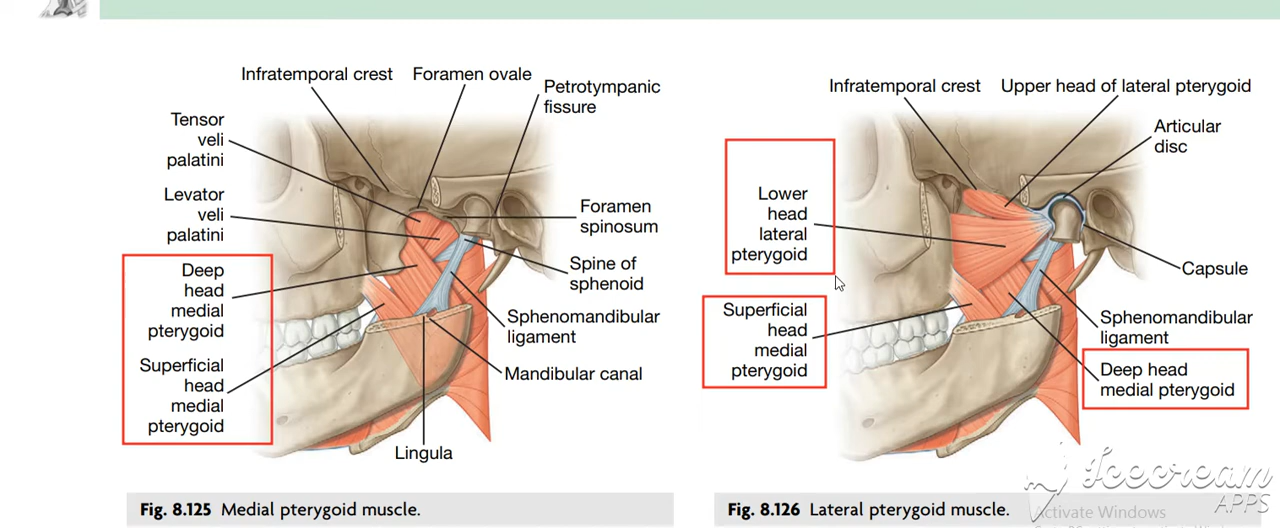 Infratemporal crest
Foramen ovale
Petrotympanic
fissure
Tensor
veli
palatini
Levator
veli
palatini
Foramen
spinosum
Deep
head
medial
pterygoid
Spine of
sphenoid
Superficial
head
medial
pterygoid
Sphenomandibular
ligament
Mandibular canal
Lingula
Fig. 8.125 Medial pterygoid muscle.
Infratemporal crest
Upper head of lateral pterygoid
Articular
disc
Lower
head
lateral
pterygoid
Capsule
Superficial
head
medial
pterygoid
Sphenomandibular
ligament
Deep head
medial pterygoid
Fig. 8.126 Lateral pterygoid muscle.
Icecream
APPS
Activate Windows